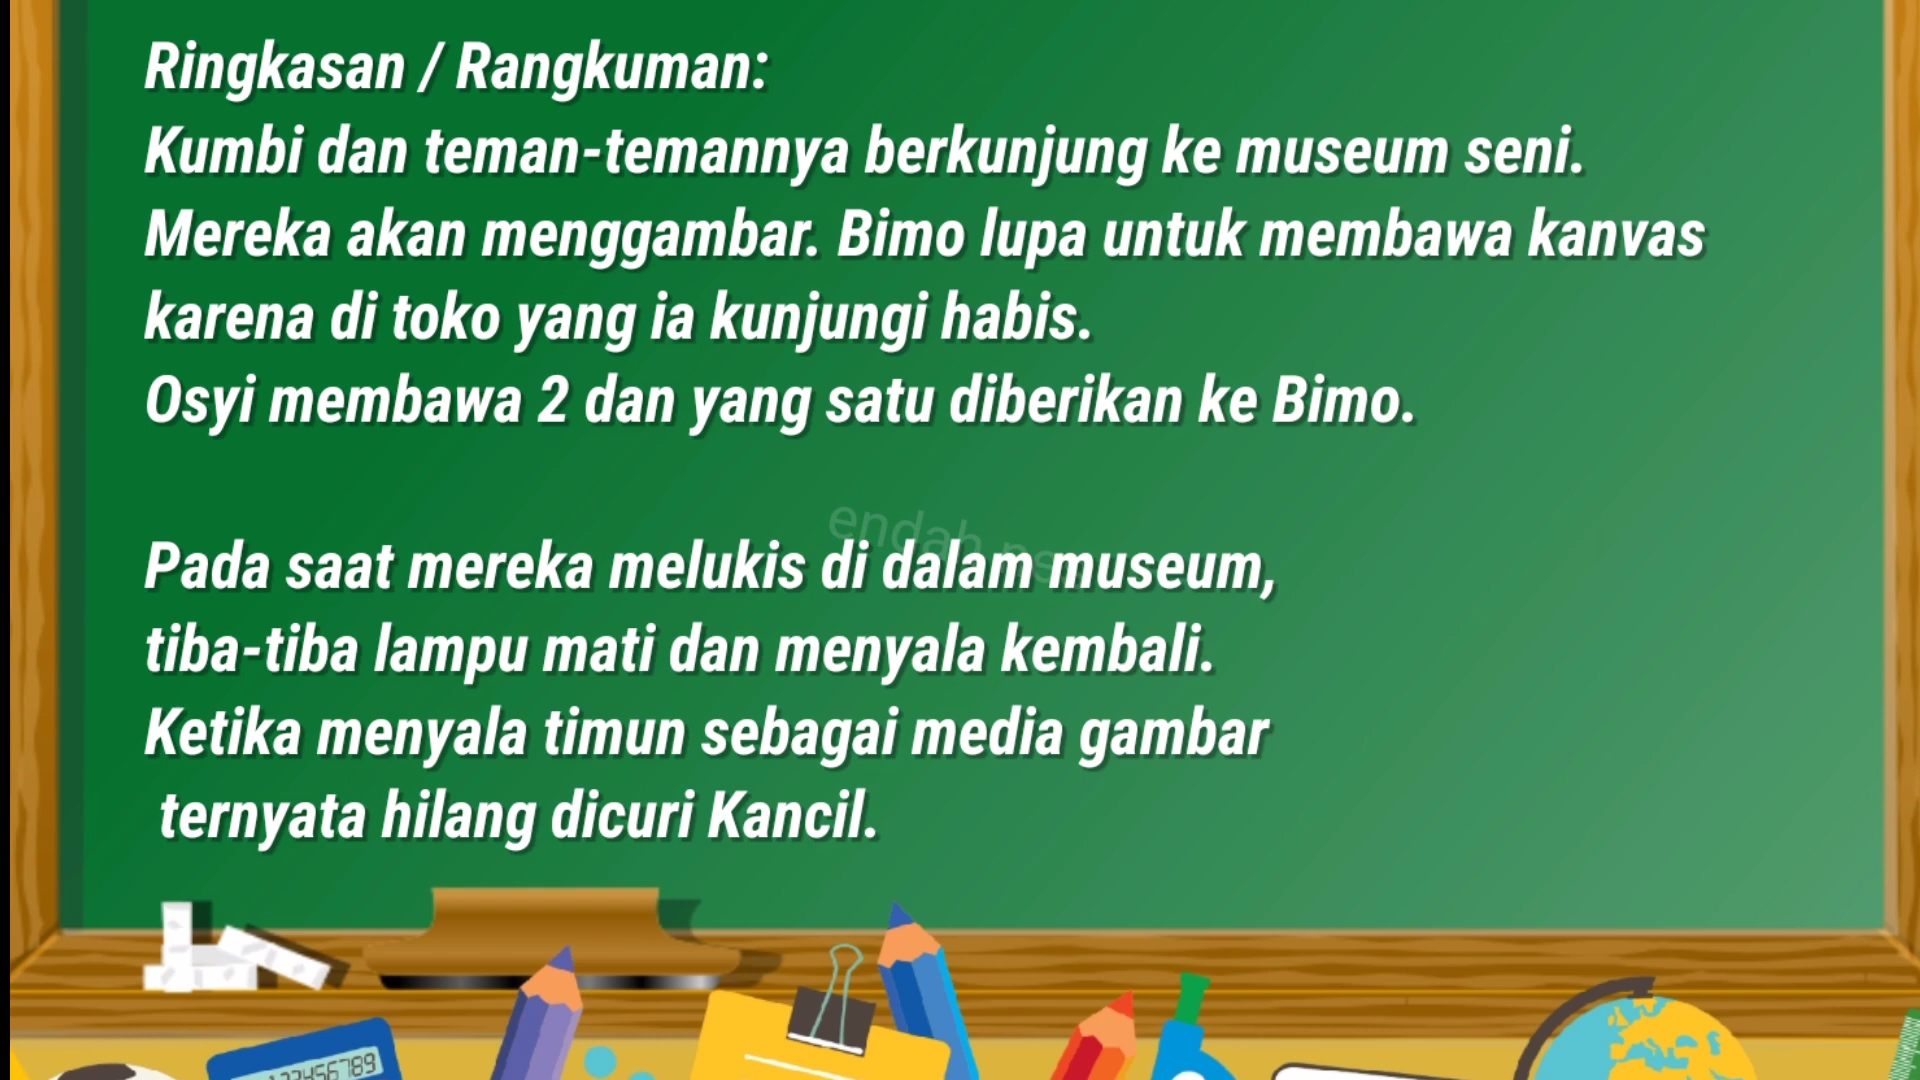 Ringkasan / Rangkuman:
Kumbi dan teman-temannya berkunjung ke museum seni.
Mereka akan menggambar. Bimo lupa untuk membawa kanvas
karena di toko yang ia kunjungi habis.
Osyi membawa 2 dan yang satu diberikan ke Bimo.
endah
Pada saat mereka melukis di dalam museum,
tiba-tiba lampu mati dan menyala kembali.
Ketika menyala timun sebagai media gambar
ternyata hilang dicuri Kancil.
123456789